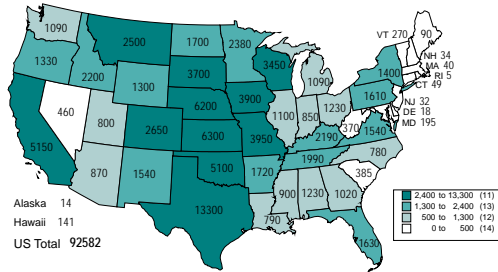 1090
2500
1700
2380
3450
1090
VT 270
90
NH 34
MA 40
RI 5
CT 49
1330
2200
1300
3700
1400
1610
NJ 32
DE 18
MD 195
460
800
2650
6200
3900
1100
850
1230
370
1540
5150
6300
3950
2190
780
870
1540
5100
1720
1990
385
13300
790
900
1230
1020
1630
Alaska 14
Hawaii 141
US Total 92582
2,400 to 13,300 (11)
1,300 to 2,400 (13)
500 to 1,300 (12)
0 to 500 (14)